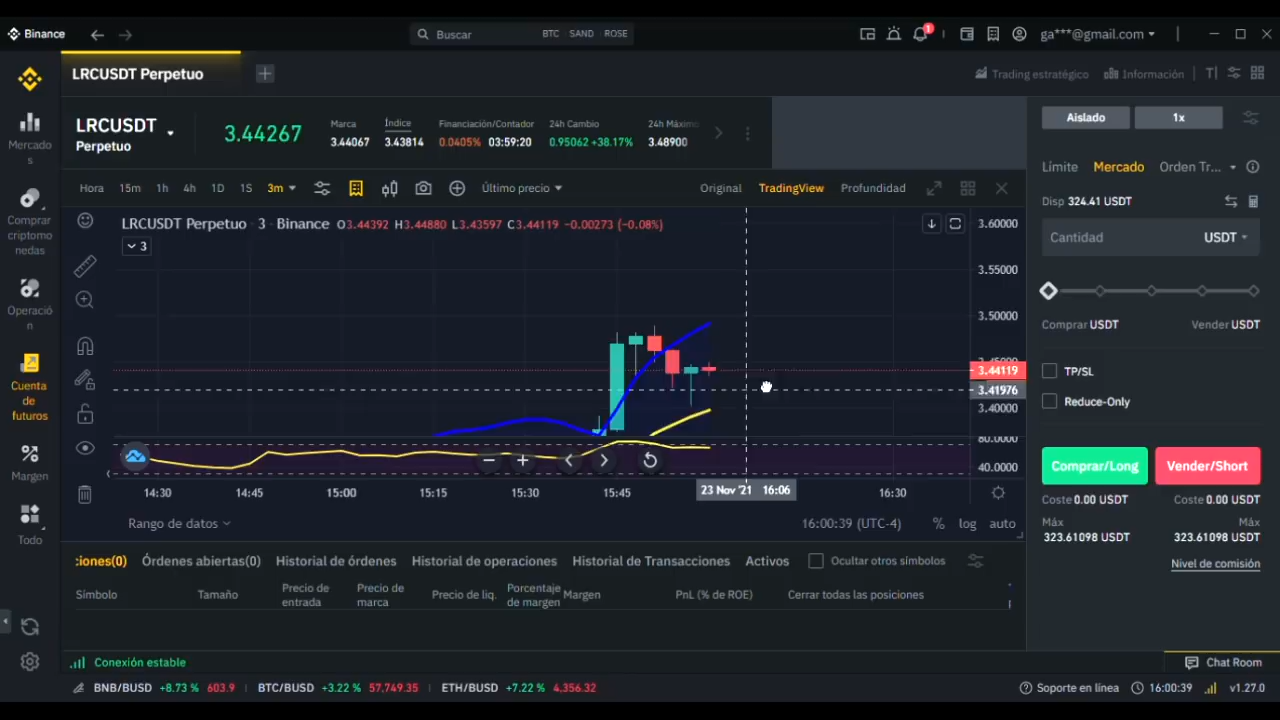 Binance
Buscar BTC SAND ROSE
1
ga***@gmail.com
LRCUSDT Perpetuo
Trading estratégico Información
LRCUSDT
Perpetuo
3.44267
Marca
3.44067
Índice
3.43814
Financiación/Contador
0.0405% 03:59:20
24h Cambio
0.95062 +38.17%
24h Máximo
3.48900
Aislado 1x
Mercado
s
Comprar
criptomo
nedas
Operació
n
Cuenta
de
futuros
Margen
Todo
Hora 15m 1h 4h 1D 1S 3m Último precio Original TradingView Profundidad
LRCUSDT Perpetuo · 3 · Binance O3.44392 H3.44880 L3.43597 C3.44119 −0.00273 (−0.08%)
3
3.60000
3.55000
3.50000
3.44119
3.41976
3.40000
80.00000
40.0000
14:30 14:45 15:00 15:15 15:30 15:45 23 Nov '21 16:06 16:30
Rango de datos 16:00:39 (UTC-4) % log auto
Límite Mercado Orden Tr...
Disp 324.41 USDT
Cantidad USDT
Comprar USDT Vender USDT
TP/SL
Reduce-Only
Comprar/Long Vender/Short
Coste 0.00 USDT Coste 0.00 USDT
Máx Máx
323.61098 USDT 323.61098 USDT
Nivel de comisión
:iones(0) Órdenes abiertas(0) Historial de órdenes Historial de operaciones Historial de Transacciones Activos Ocultar otros símbolos
Símbolo Tamaño Precio de entrada Precio de marca Precio de liq. Porcentaje de margen Margen PnL (% de ROE) Cerrar todas las posiciones
Conexión estable
Chat Room
BNB/BUSD +8.73 % 603.9 BTC/BUSD +3.22 % 57,749.35 ETH/BUSD +7.22 % 4,356.32
Soporte en línea 16:00:39 v1.27.0